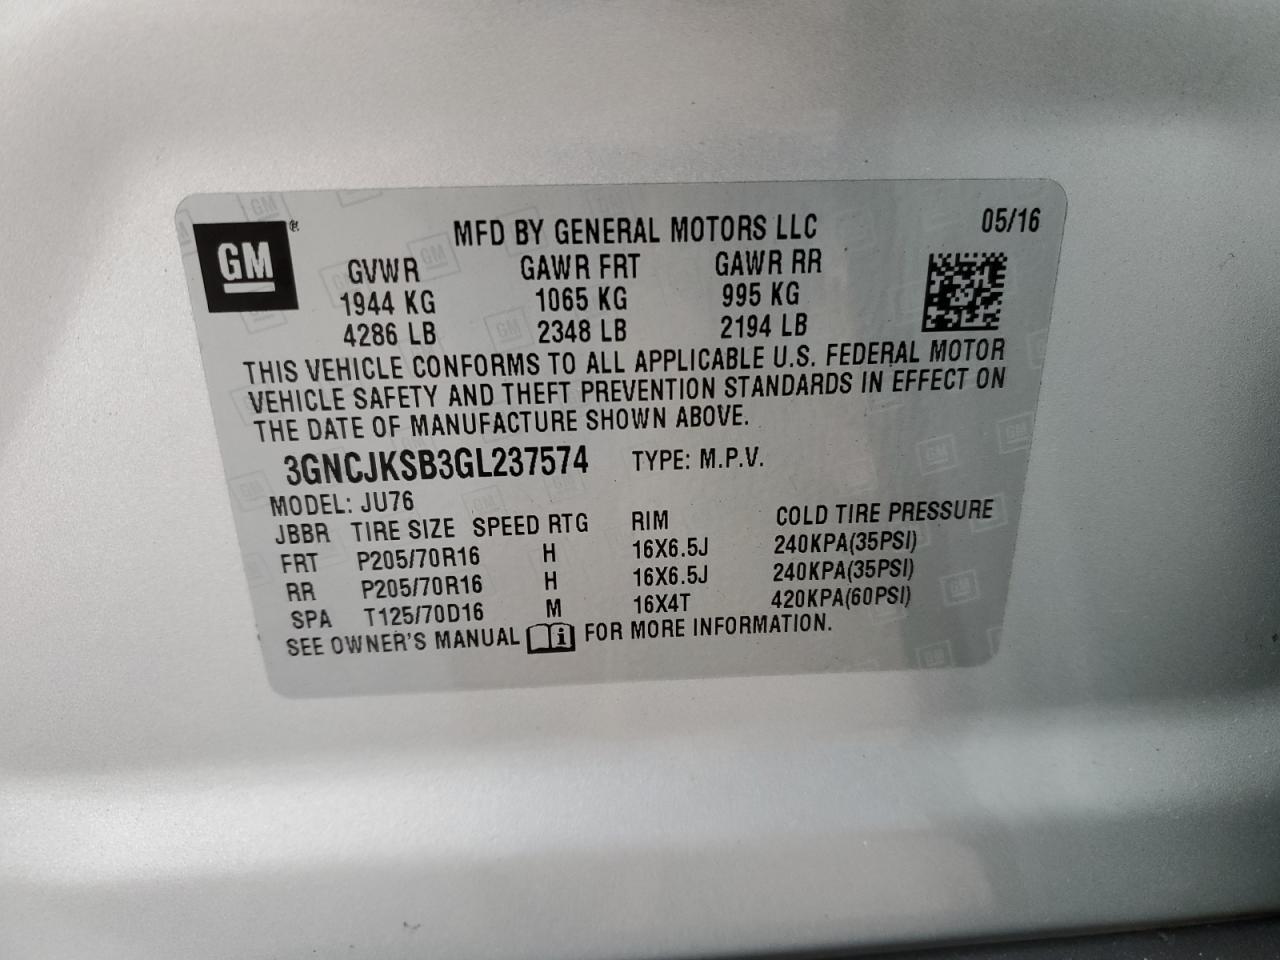 GM ®
MFD BY GENERAL MOTORS LLC 05/16
GVWR GAWR FRT GAWR RR
1944 KG 1065 KG 995 KG
4286 LB 2348 LB 2194 LB
THIS VEHICLE CONFORMS TO ALL APPLICABLE U.S. FEDERAL MOTOR
VEHICLE SAFETY AND THEFT PREVENTION STANDARDS IN EFFECT ON
THE DATE OF MANUFACTURE SHOWN ABOVE.
3GNCJKSB3GL237574 TYPE: M.P.V.
MODEL: JU76
JBBR TIRE SIZE SPEED RTG RIM COLD TIRE PRESSURE
FRT P205/70R16 H 16X6.5J 240KPA(35PSI)
RR P205/70R16 H 16X6.5J 240KPA(35PSI)
SPA T125/70D16 M 16X4T 420KPA(60PSI)
SEE OWNER'S MANUAL i FOR MORE INFORMATION.